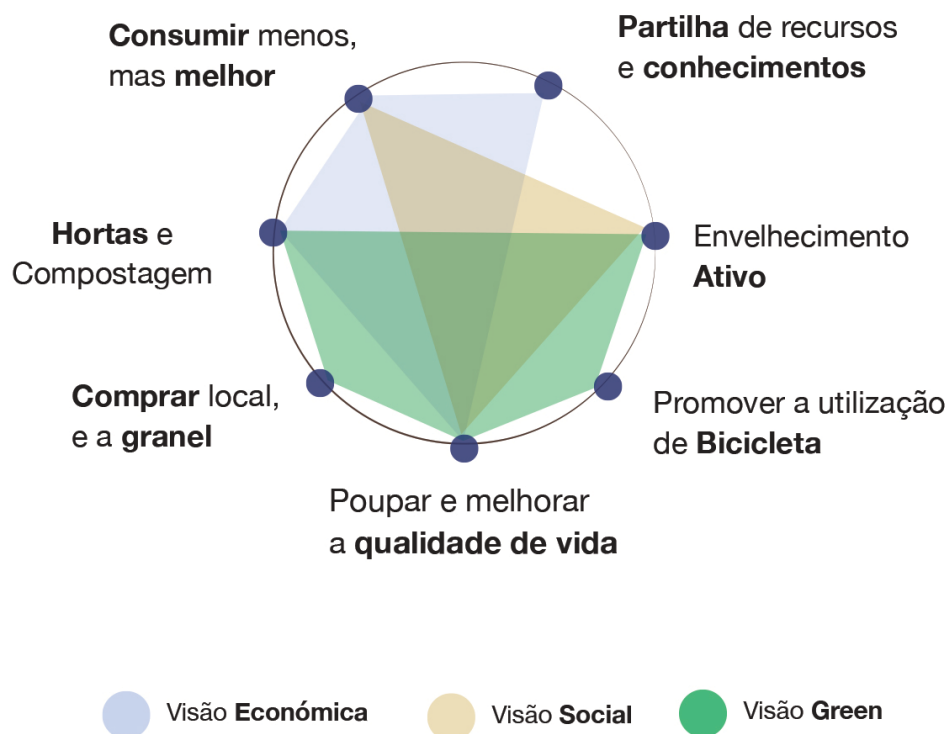 Consumir menos,
mas melhor
Partilha de recursos
e conhecimentos
Hortas e
Compostagem
Envelhecimento
Ativo
Comprar local,
e a granel
Promover a utilização
de Bicicleta
Poupar e melhorar
a qualidade de vida
Visão Económica
Visão Social
Visão Green